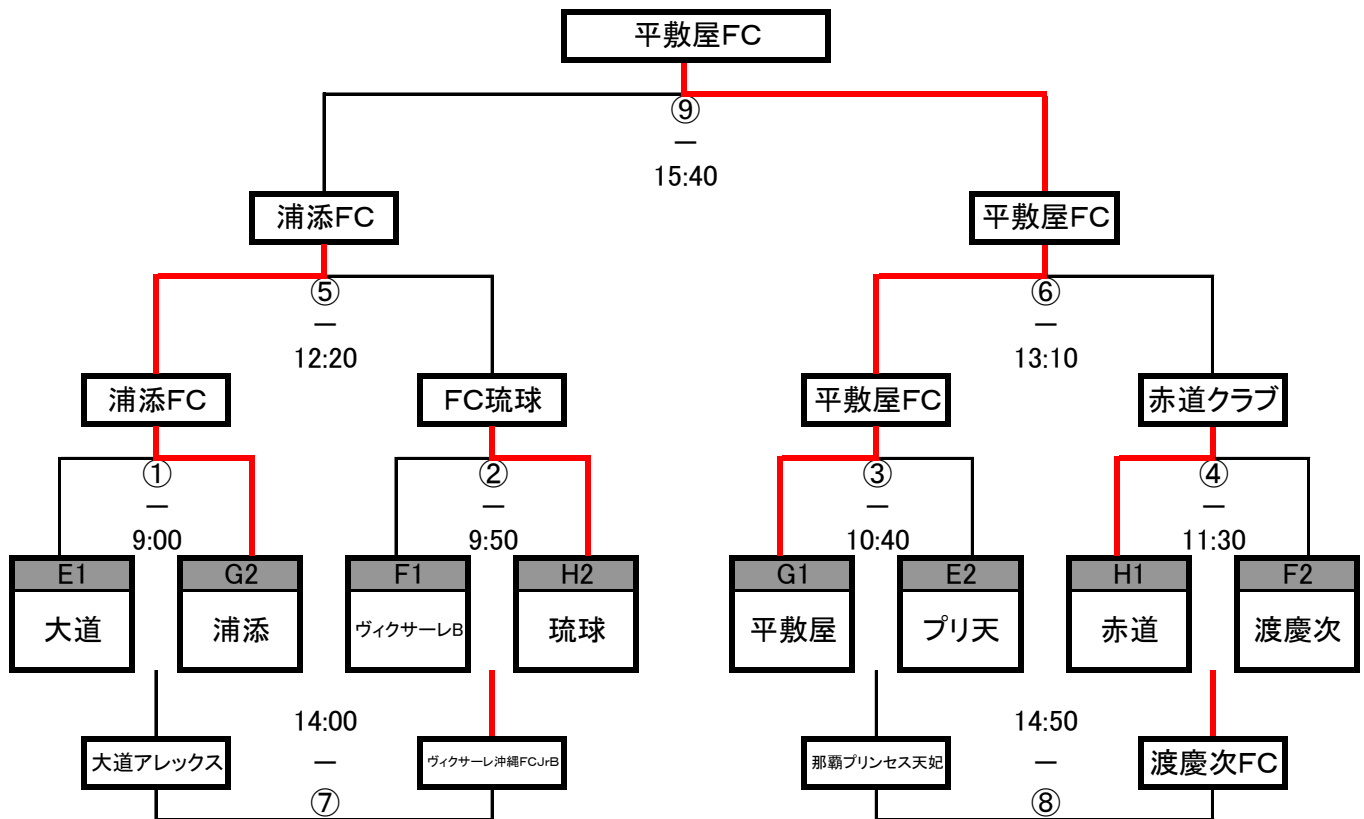 平敷屋FC
⑨
ー
15:40
浦添FC
平敷屋FC
⑤
ー
12:20
⑥
ー
13:10
浦添FC
FC琉球
平敷屋FC
赤道クラブ
①
ー
9:00
②
ー
9:50
③
ー
10:40
④
ー
11:30
E1
G2
F1
H2
G1
E2
H1
F2
大道
浦添
ヴィクサーレB
琉球
平敷屋
プリ天
赤道
渡慶次
14:00
14:50
大道アレックス
ー
ヴィクサーレ沖縄FCJrB
那覇プリンセス天妃
ー
渡慶次FC
⑦
⑧